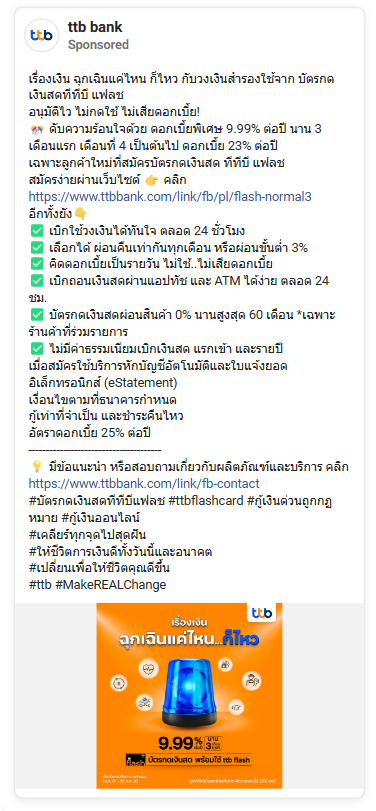 ttb
ttb bank
Sponsored
เรื่องเงิน ฉุกเฉินแค่ไหน ก็ไหว กับวงเงินสำรองใช้จาก บัตรกด
เงินสดทีทีบี แฟลช
อนุมัติไว ไม่กดใช้ ไม่เสียดอกเบี้ย!
🎊 ดับความร้อนใจด้วย ดอกเบี้ยพิเศษ 9.99% ต่อปี นาน 3
เดือนแรก เดือนที่ 4 เป็นต้นไป ดอกเบี้ย 23% ต่อปี
เฉพาะลูกค้าใหม่ที่สมัครบัตรกดเงินสด ทีทีบี แฟลช
สมัครง่ายผ่านเว็บไซต์ 👉 คลิก
https://www.ttbbank.com/link/fb/pl/flash-normal3
อีกทั้งยัง👇
✅ เบิกใช้วงเงินได้ทันใจ ตลอด 24 ชั่วโมง
✅ เลือกได้ ผ่อนคืนเท่ากันทุกเดือน หรือผ่อนขั้นต่ำ 3%
✅ คิดดอกเบี้ยเป็นรายวัน ไม่ใช้..ไม่เสียดอกเบี้ย
✅ เบิกถอนเงินสดผ่านแอปทัช และ ATM ได้ง่าย ตลอด 24
ชม.
✅ บัตรกดเงินสดผ่อนสินค้า 0% นานสูงสุด 60 เดือน *เฉพาะ
ร้านค้าที่ร่วมรายการ
✅ ไม่มีค่าธรรมเนียมเบิกเงินสด แรกเข้า และรายปี
เมื่อสมัครใช้บริการหักบัญชีอัตโนมัติและใบแจ้งยอด
อิเล็กทรอนิกส์ (eStatement)
เงื่อนไขตามที่ธนาคารกำหนด
กู้เท่าที่จำเป็น และชำระคืนไหว
อัตราดอกเบี้ย 25% ต่อปี
--------------------------------------
💡 มีข้อแนะนำ หรือสอบถามเกี่ยวกับผลิตภัณฑ์และบริการ คลิก
https://www.ttbbank.com/link/fb-contact
#บัตรกดเงินสดทีทีบีแฟลช #ttbflashcard #กู้เงินด่วนถูกกฎ
หมาย #กู้เงินออนไลน์
#เคลียร์ทุกจุดไปสุดฝัน
#ให้ชีวิตการเงินดีทั้งวันนี้และอนาคต
#เปลี่ยนเพื่อให้ชีวิตคุณดีขึ้น
#ttb #MakeREALChange
ttb
เรื่องเงิน
ฉุกเฉินแค่ไหน...ก็ไหว
9.99% ต่อปี นาน 3 เดือนแรก
flash บัตรกดเงินสด พร้อมใช้ ttb flash